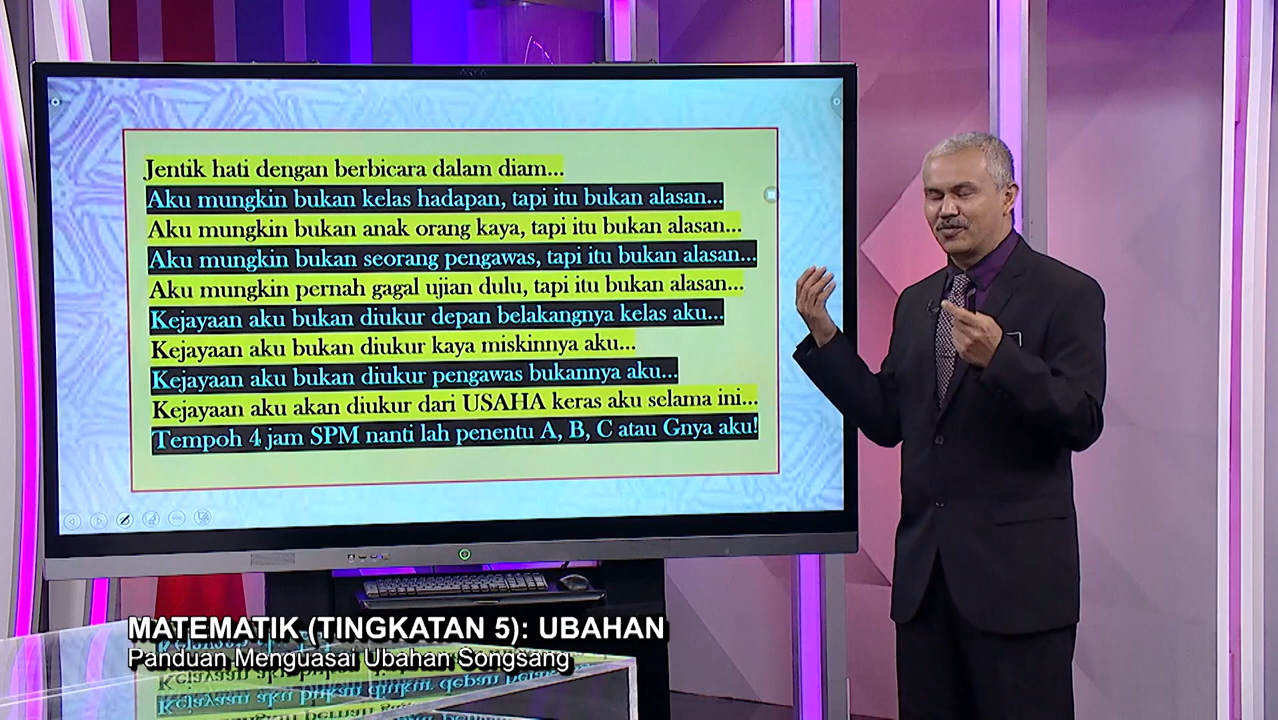 Jentik hati dengan berbicara dalam diam...
Aku mungkin bukan kelas hadapan, tapi itu bukan alasan...
Aku mungkin bukan anak orang kaya, tapi itu bukan alasan...
Aku mungkin bukan seorang pengawas, tapi itu bukan alasan...
Aku mungkin pernah gagal ujian dulu, tapi itu bukan alasan...
Kejayaan aku bukan diukur depan belakangnya kelas aku...
Kejayaan aku bukan diukur kaya miskinnya aku...
Kejayaan aku bukan diukur pengawas bukannya aku...
Kejayaan aku akan diukur dari USAHA keras aku selama ini...
Tempoh 4 jam SPM nanti lah penentu A, B, C atau Gnya aku!
MATEMATIK (TINGKATAN 5): UBAHAN
Panduan Menguasai Ubahan Songsang